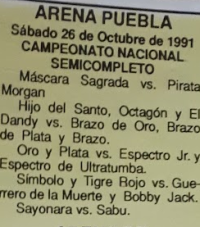 ARENA PUEBLA
Sábado 26 de Octubre de 1991
CAMPEONATO NACIONAL
SEMICOMPLETO
Máscara Sagrada vs. Pirata
Morgan
Hijo del Santo, Octagón y El
Dandy vs. Brazo de Oro, Brazo
de Plata y Brazo.
Oro y Plata vs. Espectro Jr. y
Espectro de Ultratumba.
Símbolo y Tigre Rojo vs. Gue-
rrero de la Muerte y Bobby Jack.
Sayonara vs. Sabu.